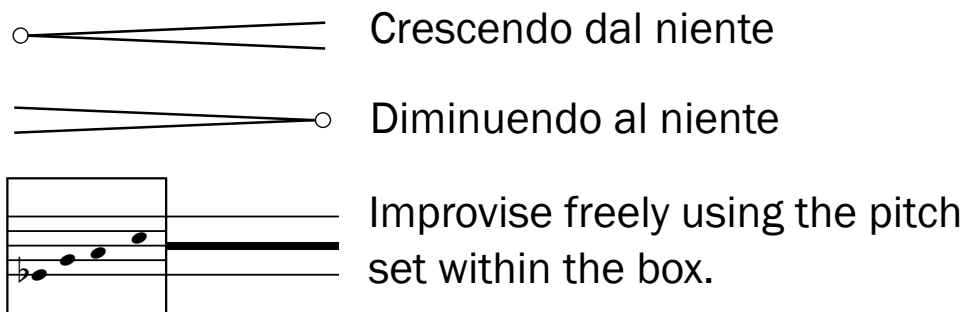 Crescendo dal niente
Diminuendo al niente
Improvise freely using the pitch
set within the box.